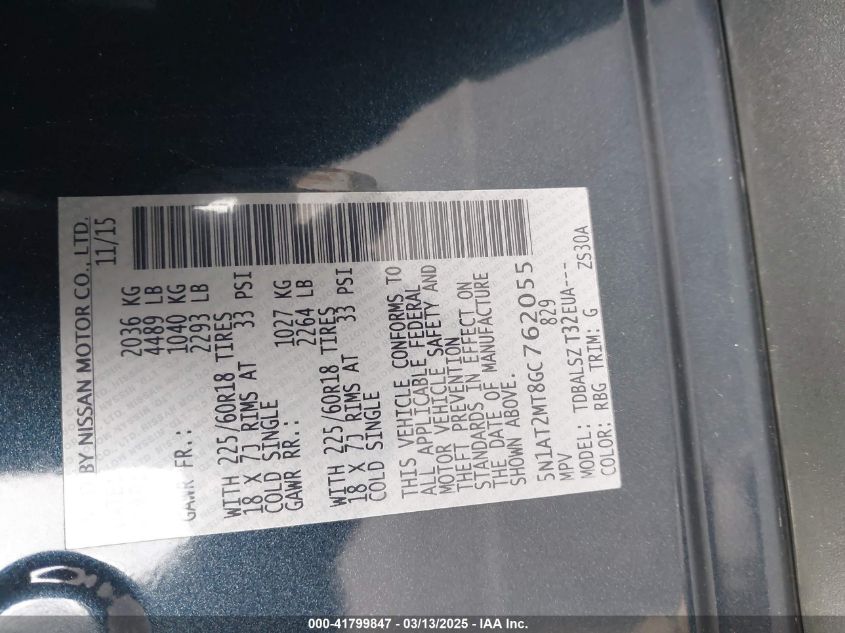 BY NISSAN MOTOR CO., LTD.
11/15
2036 KG
4489 LB
GAWR FR.: 1040 KG
2293 LB
WITH 225/60R18 TIRES
18 X 7J RIMS AT 33 PSI
COLD SINGLE
GAWR RR.: 1027 KG
2264 LB
WITH 225/60R18 TIRES
18 X 7J RIMS AT 33 PSI
COLD SINGLE
THIS VEHICLE CONFORMS TO
ALL APPLICABLE FEDERAL
MOTOR VEHICLE SAFETY AND
THEFT PREVENTION
STANDARDS IN EFFECT ON
THE DATE OF MANUFACTURE
SHOWN ABOVE.
5N1AT2MT8GC762055
MPV 829
MODEL: TDBALSZ T32EUA---
COLOR: RBG TRIM: G ZS30A
000-41799847 - 03/13/2025 - IAA Inc.